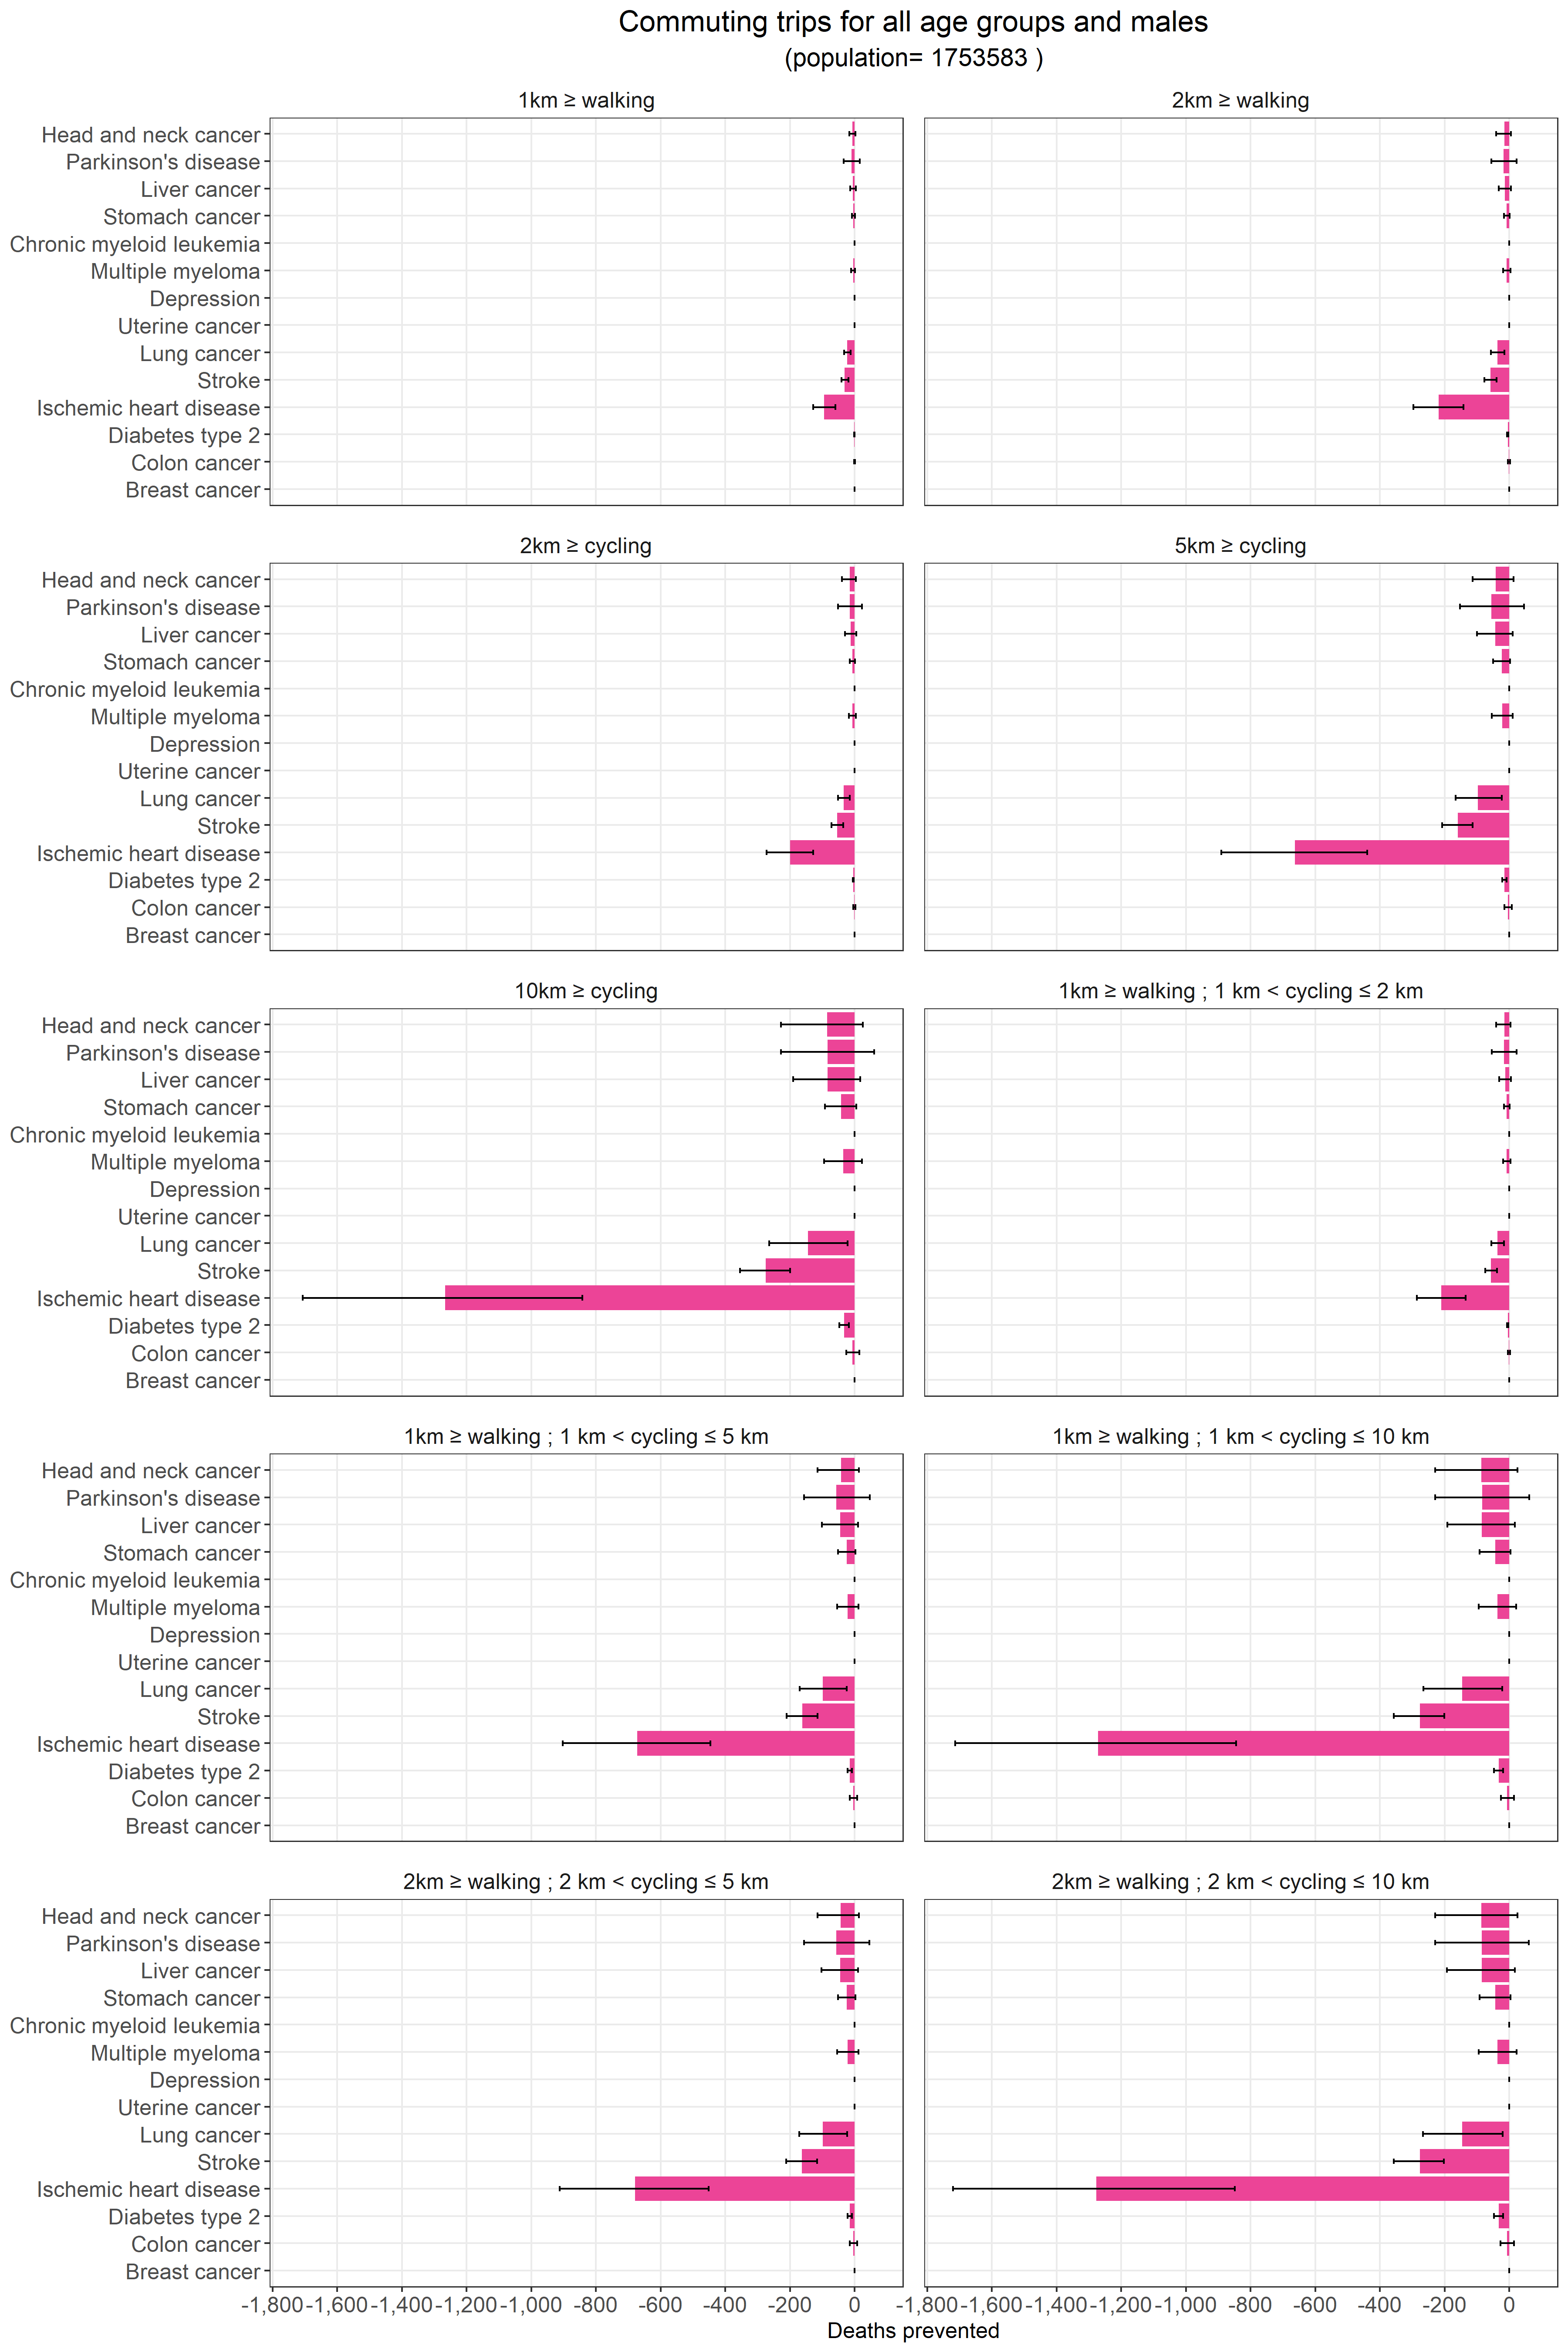 Commuting trips for all age groups and males
(population= 1753583 )
1km ≥ walking
2km ≥ walking
Head and neck cancer
Parkinson's disease
Liver cancer
Stomach cancer
Chronic myeloid leukemia
Multiple myeloma
Depression
Uterine cancer
Lung cancer
Stroke
Ischemic heart disease
Diabetes type 2
Colon cancer
Breast cancer
2km ≥ cycling
5km ≥ cycling
Head and neck cancer
Parkinson's disease
Liver cancer
Stomach cancer
Chronic myeloid leukemia
Multiple myeloma
Depression
Uterine cancer
Lung cancer
Stroke
Ischemic heart disease
Diabetes type 2
Colon cancer
Breast cancer
10km ≥ cycling
1km ≥ walking ; 1 km < cycling ≤ 2 km
Head and neck cancer
Parkinson's disease
Liver cancer
Stomach cancer
Chronic myeloid leukemia
Multiple myeloma
Depression
Uterine cancer
Lung cancer
Stroke
Ischemic heart disease
Diabetes type 2
Colon cancer
Breast cancer
1km ≥ walking ; 1 km < cycling ≤ 5 km
1km ≥ walking ; 1 km < cycling ≤ 10 km
Head and neck cancer
Parkinson's disease
Liver cancer
Stomach cancer
Chronic myeloid leukemia
Multiple myeloma
Depression
Uterine cancer
Lung cancer
Stroke
Ischemic heart disease
Diabetes type 2
Colon cancer
Breast cancer
2km ≥ walking ; 2 km < cycling ≤ 5 km
2km ≥ walking ; 2 km < cycling ≤ 10 km
Head and neck cancer
Parkinson's disease
Liver cancer
Stomach cancer
Chronic myeloid leukemia
Multiple myeloma
Depression
Uterine cancer
Lung cancer
Stroke
Ischemic heart disease
Diabetes type 2
Colon cancer
Breast cancer
-1,800 -1,600 -1,400 -1,200 -1,000 -800 -600 -400 -200 0
-1,800 -1,600 -1,400 -1,200 -1,000 -800 -600 -400 -200 0
Deaths prevented